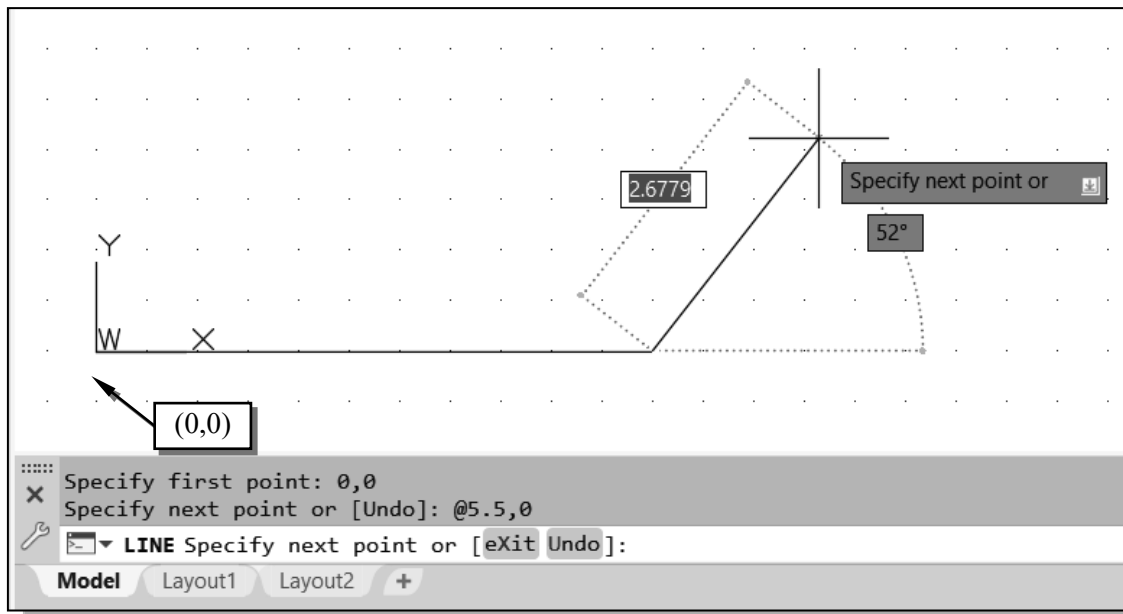 2.6779
Specify next point or
52°
Y
W X
(0,0)
Specify first point: 0,0
Specify next point or [Undo]: @5.5,0
LINE Specify next point or [eXit Undo]:
Model Layout1 Layout2 +